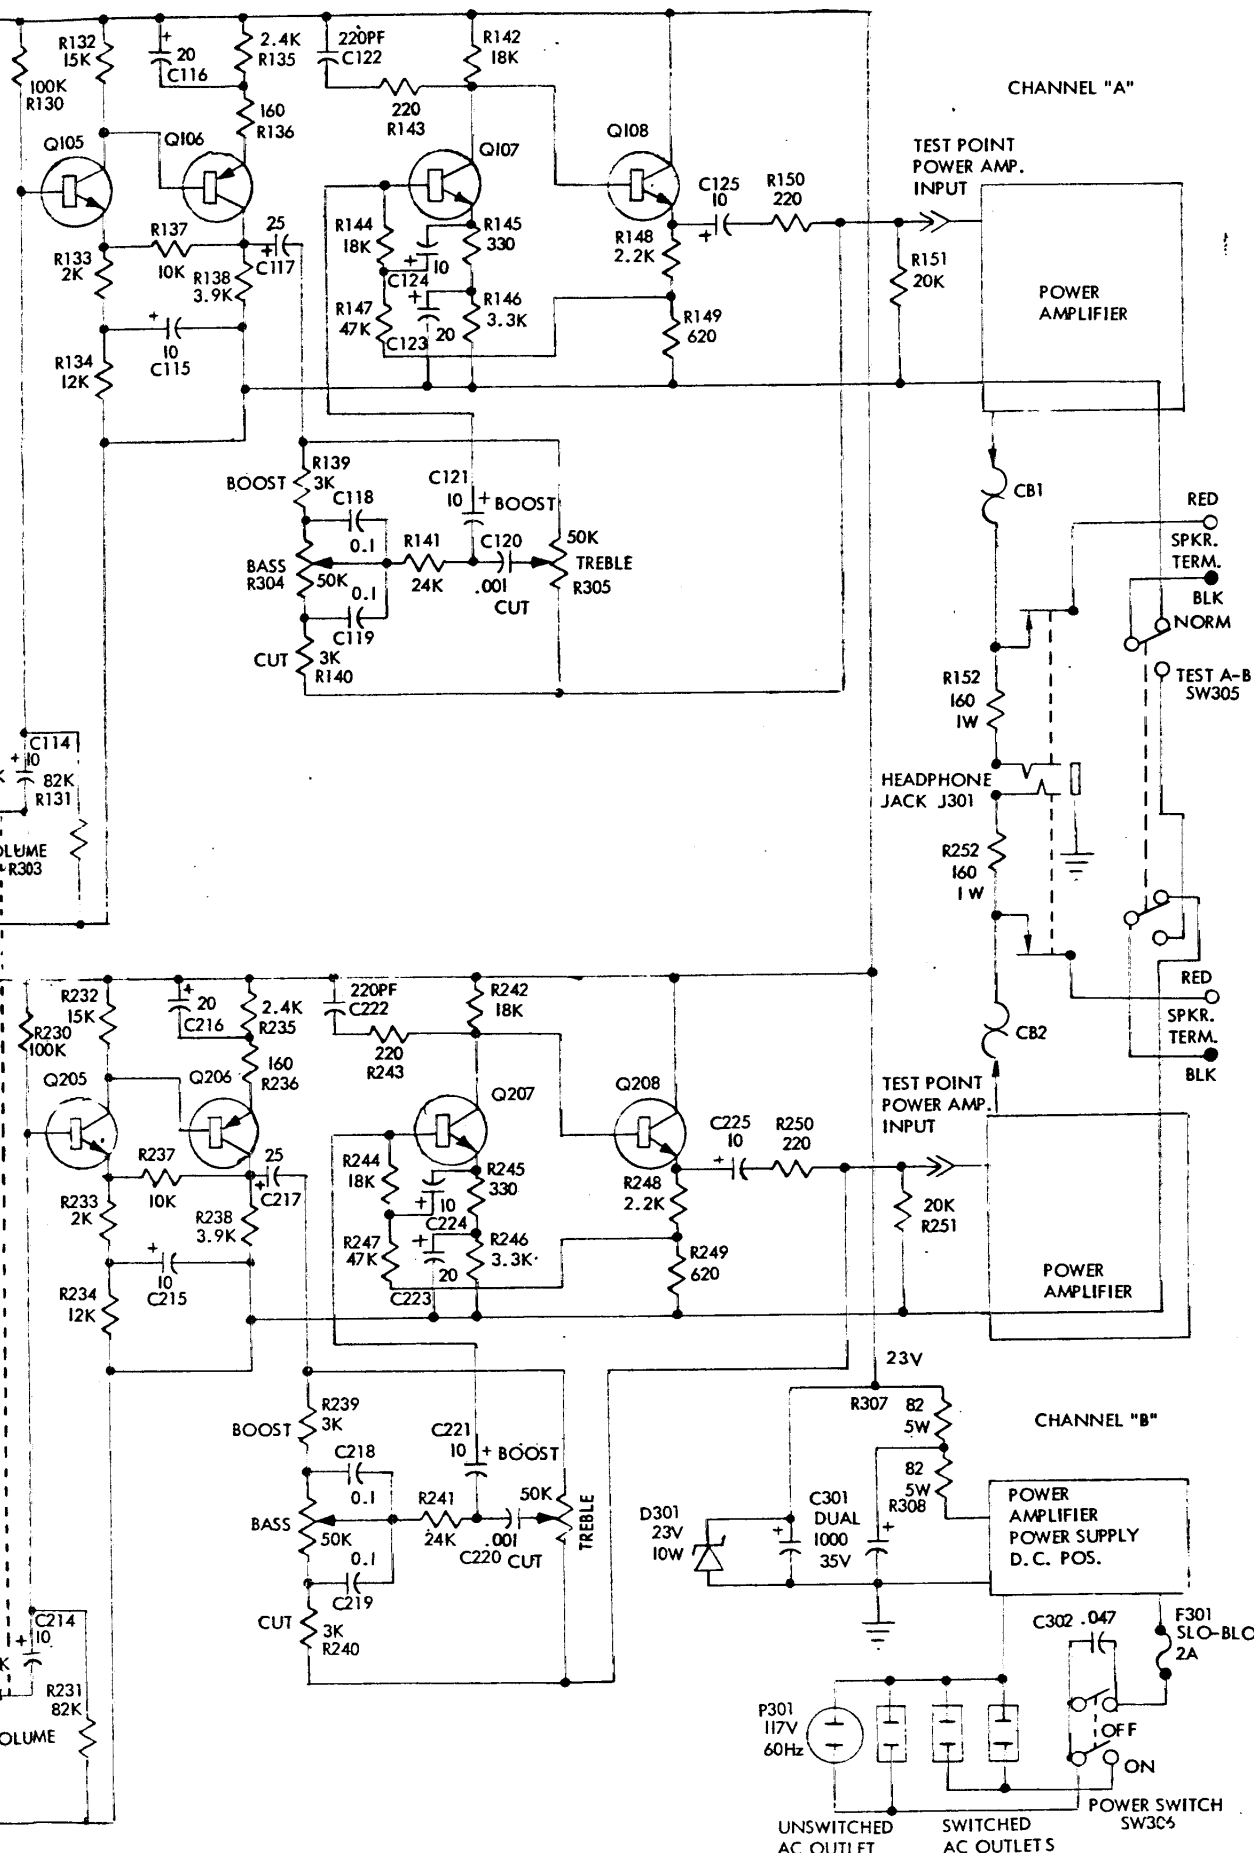 R132
15K
+
20
C116
2.4K
R135
220PF
C122
R142
18K
100K
R130
160
R136
220
R143
CHANNEL "A"
Q105
Q106
Q107
Q108
TEST POINT
POWER AMP.
INPUT
C125
10
+
R150
220
R137
10K
25
+
C117
R144
18K
R145
330
R148
2.2K
R133
2K
R138
3.9K
+
10
C124
R151
20K
R147
47K
+
20
C123
R146
3.3K
R149
620
POWER
AMPLIFIER
+
10
C115
R134
12K
R139
3K
BOOST
C118
0.1
C121
10
+
BOOST
CB1
RED
SPKR.
TERM.
BLK
BASS
R304
50K
R141
24K
C120
.001
CUT
50K
TREBLE
R305
0.1
C119
NORM
CUT
3K
R140
R152
160
1W
TEST A-B
SW305
C114
+
10
K
82K
R131
HEADPHONE
JACK J301
OLUME
R303
R252
160
1W
RED
SPKR.
TERM.
BLK
R232
15K
+
20
C216
2.4K
R235
220PF
C222
R242
18K
R230
100K
CB2
160
R236
220
R243
Q205
Q206
Q207
Q208
TEST POINT
POWER AMP.
INPUT
C225
10
+
R250
220
R237
10K
25
+
C217
R244
18K
R245
330
R248
2.2K
R233
2K
R238
3.9K
+
10
C224
20K
R251
R247
47K
+
20
C223
R246
3.3K
R249
620
POWER
AMPLIFIER
+
10
C215
R234
12K
23V
R307
82
5W
CHANNEL "B"
R239
3K
BOOST
C218
0.1
C221
10
+
BOOST
82
5W
R308
BASS
50K
R241
24K
C220
.001
CUT
50K
TREBLE
D301
23V
10W
+
C301
DUAL
1000
35V
+
POWER
AMPLIFIER
POWER SUPPLY
D.C. POS.
0.1
C219
CUT
3K
R240
C214
+
10
K
C302 .047
F301
SLO-BLO
2A
R231
82K
OLUME
P301
117V
60Hz
OFF
ON
POWER SWITCH
SW306
UNSWITCHED
AC OUTLET
SWITCHED
AC OUTLETS